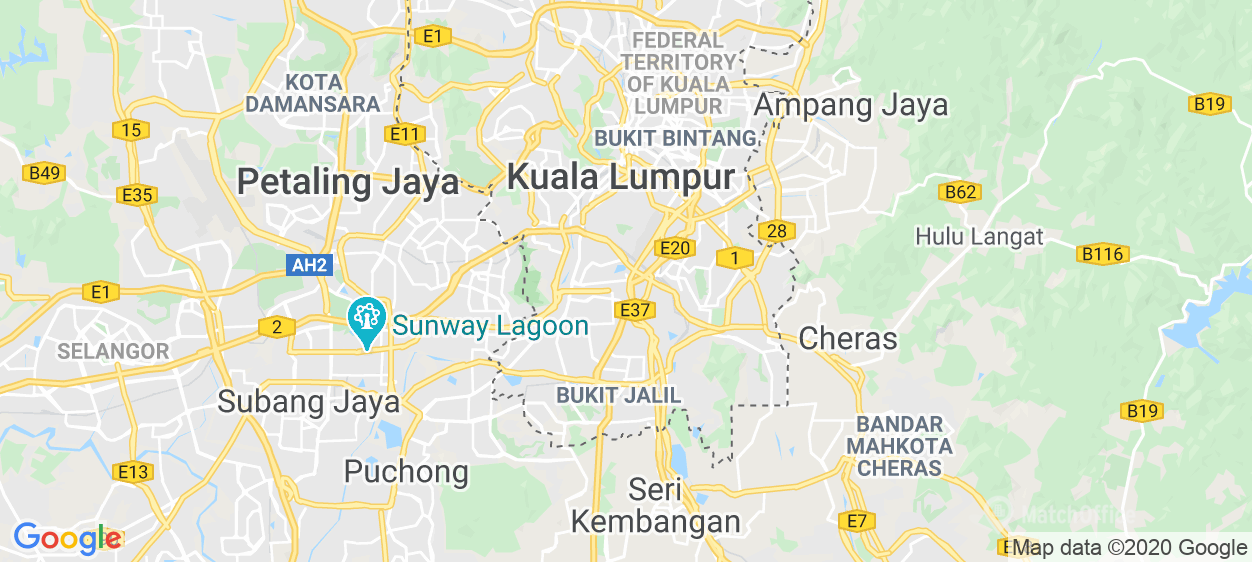 E1
FEDERAL
TERRITORY
OF KUALA
LUMPUR
KOTA
DAMANSARA
Ampang Jaya
B19
15
E11
BUKIT BINTANG
B49
E35
Petaling Jaya
Kuala Lumpur
B62
28
Hulu Langat
E20
1
B116
AH2
E1
E37
2
Sunway Lagoon
Cheras
SELANGOR
Subang Jaya
BUKIT JALIL
B19
BANDAR
MAHKOTA
CHERAS
E13
Puchong
Seri
Kembangan
E7
MatchOffice
Google
Map data ©2020 Google